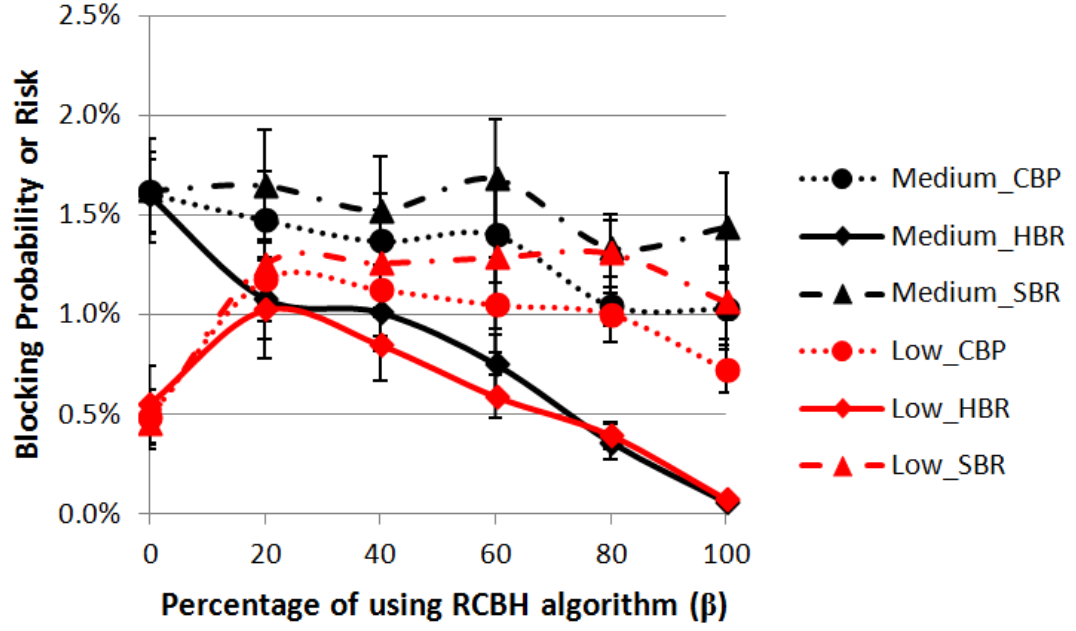 2.5%
2.0%
1.5%
1.0%
0.5%
0.0%
Blocking Probability or Risk
0 20 40 60 80 100
Percentage of using RCBH algorithm (β)
Medium_CBP
Medium_HBR
Medium_SBR
Low_CBP
Low_HBR
Low_SBR